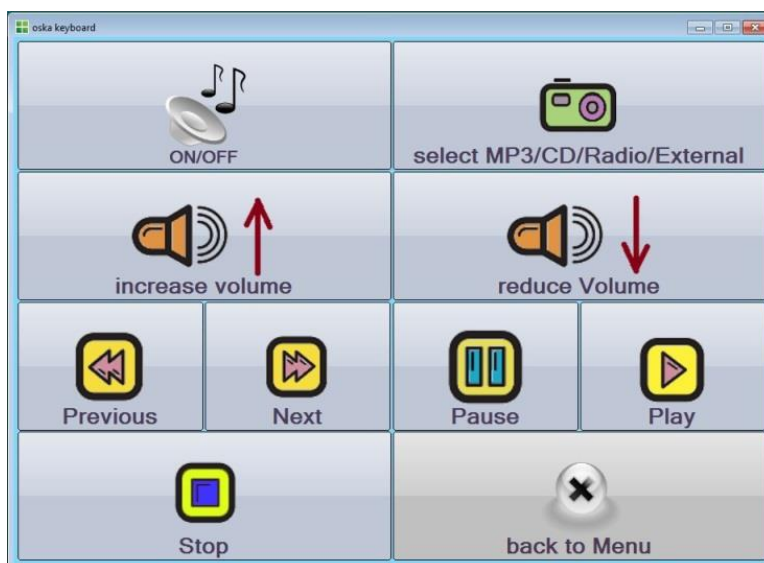 oska keyboard
ON/OFF
select MP3/CD/Radio/External
increase volume
reduce Volume
Previous
Next
Pause
Play
Stop
back to Menu